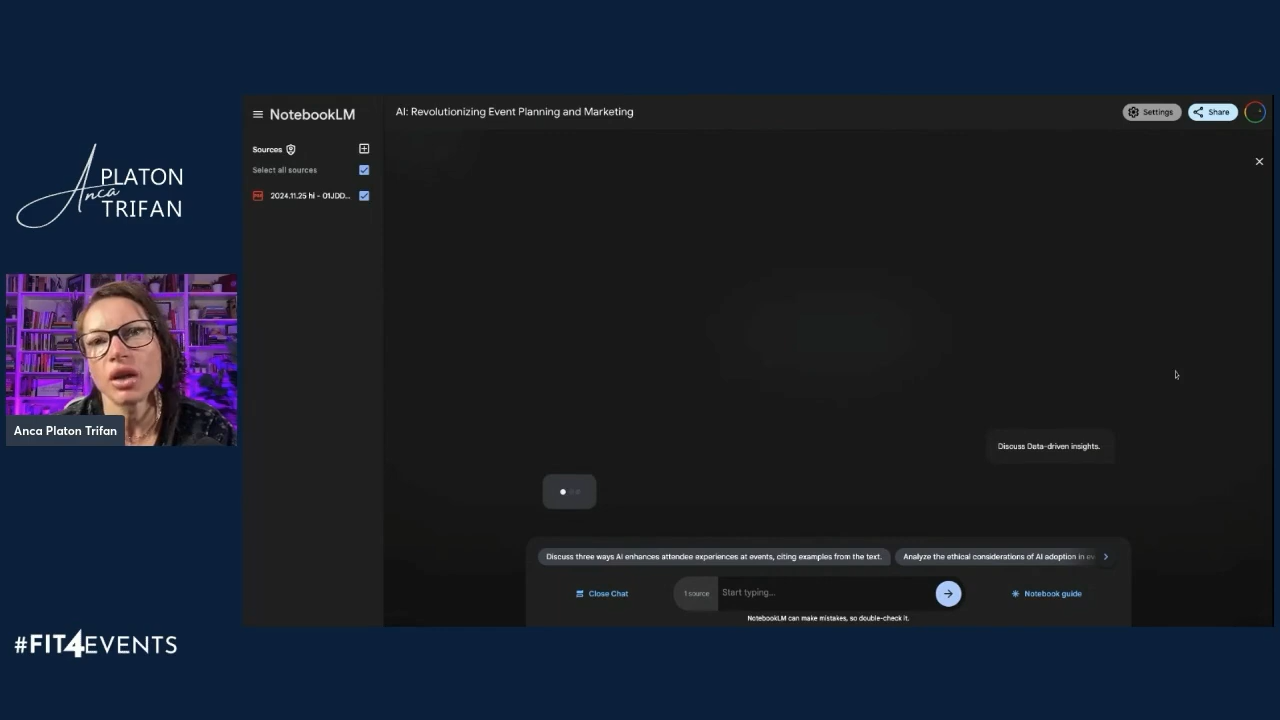 Anca
PLATON
TRIFAN
Anca Platon Trifan
#FIT4EVENTS
NotebookLM
Sources
Select all sources
2024.11.25 hi - 01JDD...
AI: Revolutionizing Event Planning and Marketing
Settings
Share
Discuss Data-driven insights.
Discuss three ways AI enhances attendee experiences at events, citing examples from the text.
Analyze the ethical considerations of AI adoption in
Close Chat
1 source
Start typing...
Notebook guide
NotebookLM can make mistakes, so double-check it.